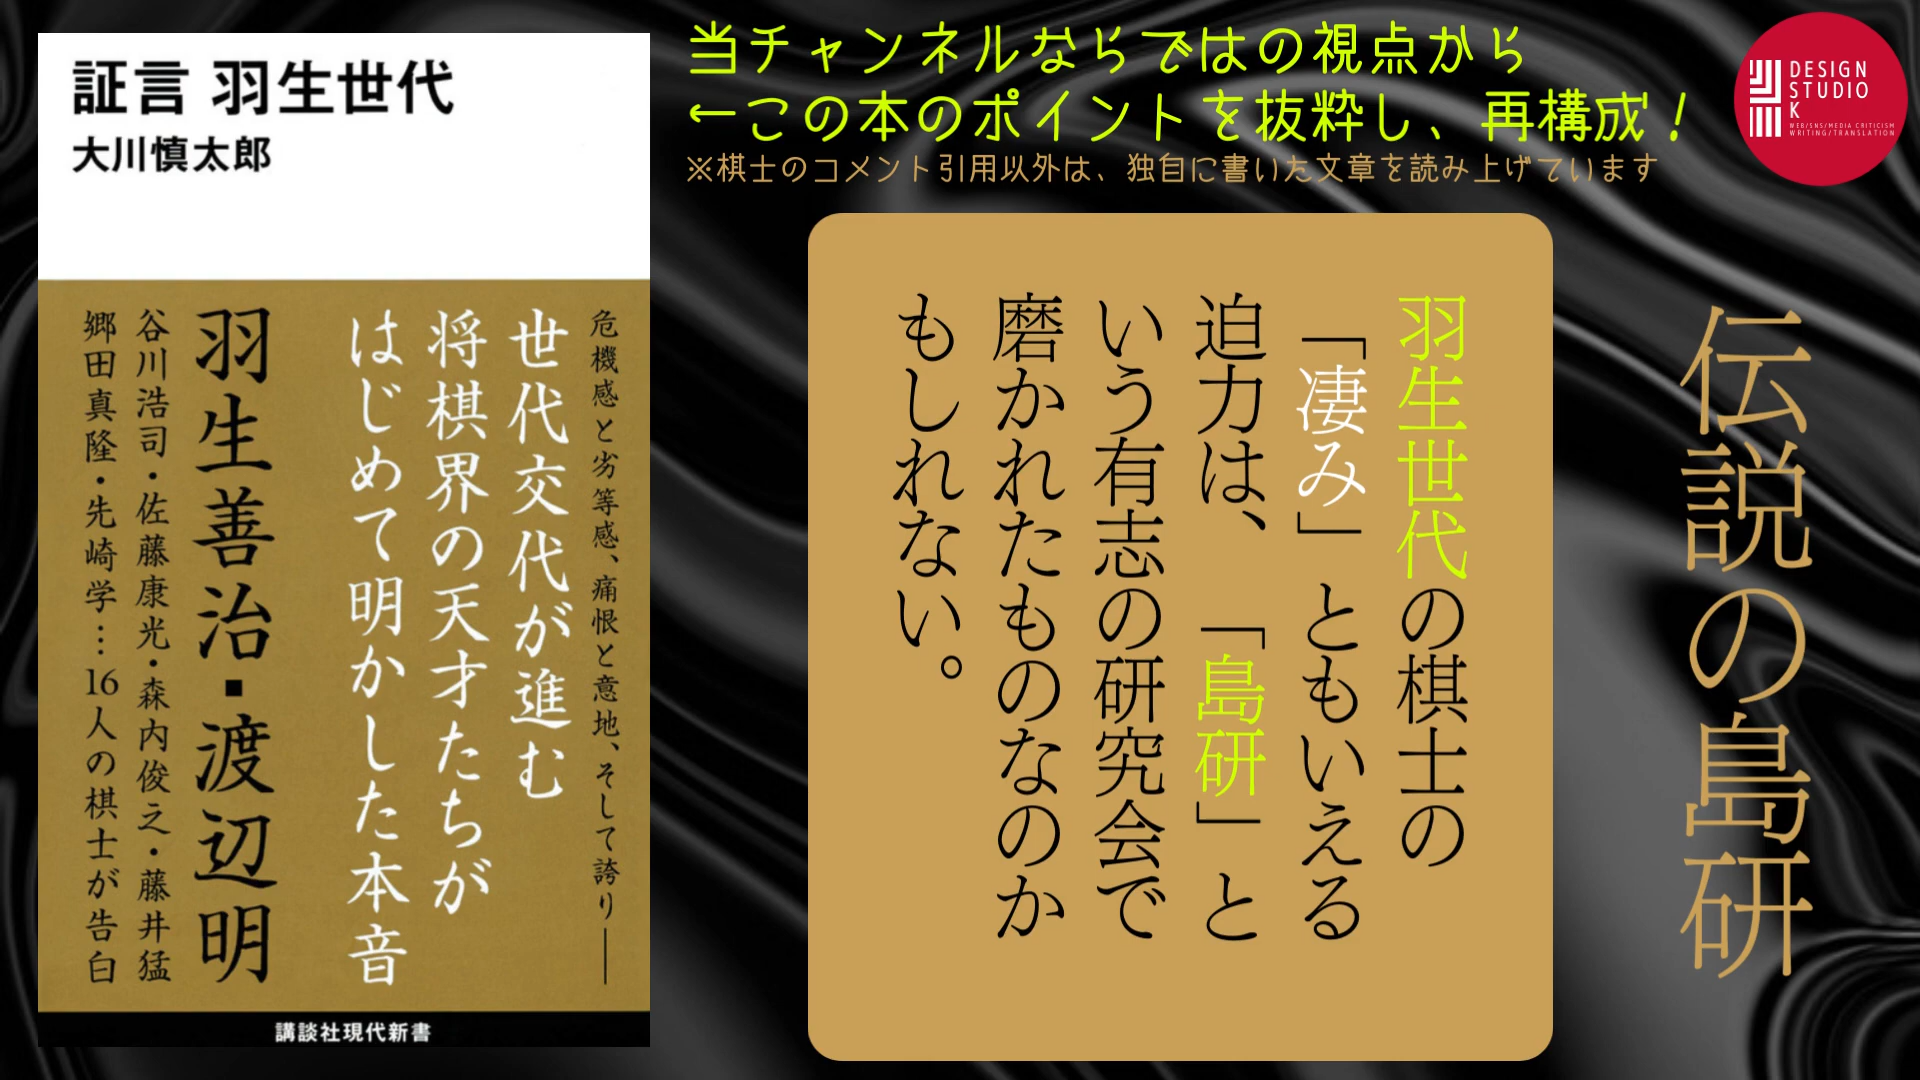 証言 羽生世代
大川慎太郎
危機感と劣等感、痛恨と意地、そして誇り──
世代交代が進む
将棋界の天才たちが
はじめて明かした本音
羽生善治・渡辺明
谷川浩司・佐藤康光・森内俊之・藤井猛
郷田真隆・先崎学…16人の棋士が告白
講談社現代新書
当チャンネルならではの視点から
←この本のポイントを抜粋し、再構成！
※棋士のコメント引用以外は、独自に書いた文章を読み上げています
DESIGN
STUDIO
K
WEB/SNS/MEDIA CRITICISM
WRITING/TRANSLATION
伝説の島研
羽生世代の棋士の
「凄み」ともいえる
迫力は、「島研」と
いう有志の研究会で
磨かれたものなのか
もしれない。